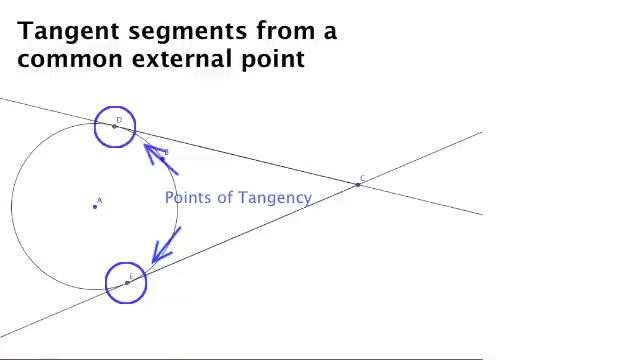 Tangent segments from a
common external point
D
B
C
Points of Tangency
A
E